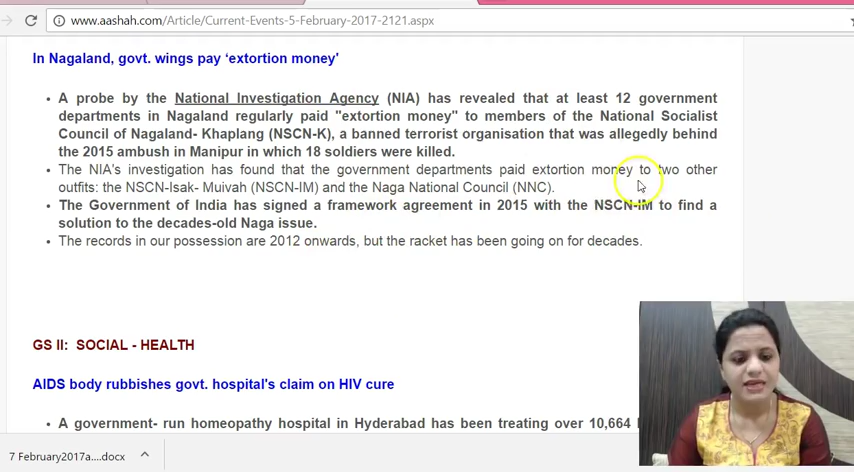 www.aashah.com/Article/Current-Events-5-February-2017-2121.aspx
In Nagaland, govt. wings pay ‘extortion money’
• A probe by the National Investigation Agency (NIA) has revealed that at least 12 government
departments in Nagaland regularly paid "extortion money" to members of the National Socialist
Council of Nagaland- Khaplang (NSCN-K), a banned terrorist organisation that was allegedly behind
the 2015 ambush in Manipur in which 18 soldiers were killed.
• The NIA's investigation has found that the government departments paid extortion money to two other
outfits: the NSCN-Isak- Muivah (NSCN-IM) and the Naga National Council (NNC).
• The Government of India has signed a framework agreement in 2015 with the NSCN-IM to find a
solution to the decades-old Naga issue.
• The records in our possession are 2012 onwards, but the racket has been going on for decades.
GS II: SOCIAL - HEALTH
AIDS body rubbishes govt. hospital's claim on HIV cure
• A government- run homeopathy hospital in Hyderabad has been treating over 10,664
7 February2017a....docx